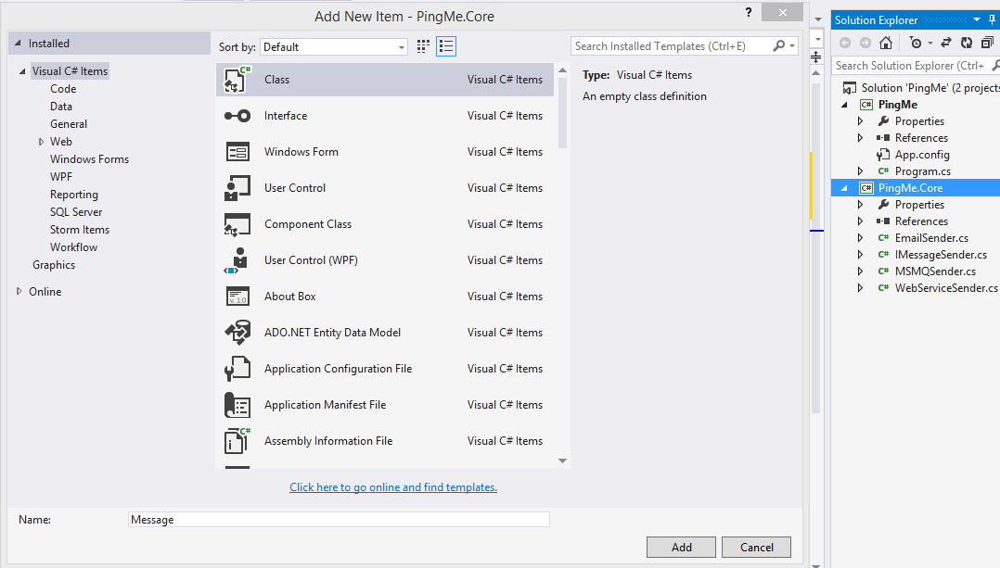 Add New Item - PingMe.Core
?
Installed
Visual C# Items
Code
Data
General
Web
Windows Forms
WPF
Reporting
SQL Server
Storm Items
Workflow
Graphics
Online
Sort by: Default
Search Installed Templates (Ctrl+E)
C# Class Visual C# Items
Interface Visual C# Items
Windows Form Visual C# Items
User Control Visual C# Items
Component Class Visual C# Items
User Control (WPF) Visual C# Items
v. 1.0 About Box Visual C# Items
ADO.NET Entity Data Model Visual C# Items
Application Configuration File Visual C# Items
Application Manifest File Visual C# Items
C# Assembly Information File Visual C# Items
Click here to go online and find templates.
Type: Visual C# Items
An empty class definition
Name: Message
Add
Cancel
Solution Explorer
Search Solution Explorer (Ctrl+
Solution 'PingMe' (2 projects
C# PingMe
Properties
References
App.config
C# Program.cs
C# PingMe.Core
Properties
References
C# EmailSender.cs
C# IMessageSender.cs
C# MSMQSender.cs
C# WebServiceSender.cs